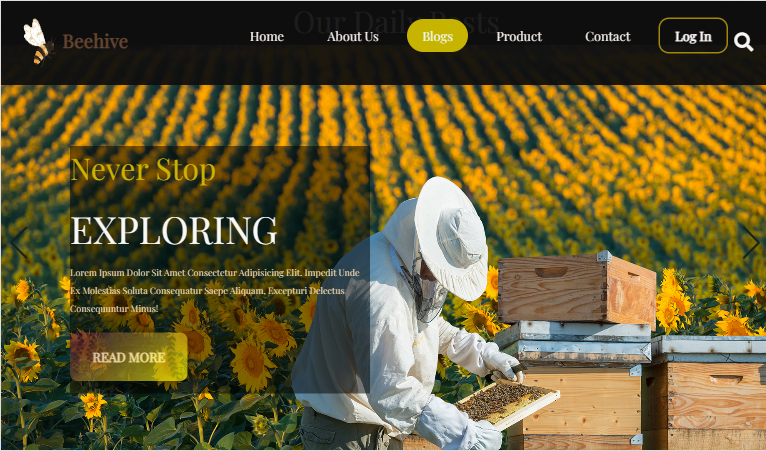 Our Daily Posts
Beehive
Home
About Us
Blogs
Product
Contact
Log In
Never Stop
EXPLORING
Lorem Ipsum Dolor Sit Amet Consectetur Adipisicing Elit. Impedit Unde
Ex Molestias Soluta Consequatur Saepe Aliquam, Excepturi Delectus
Consequuntur Minus!
READ MORE